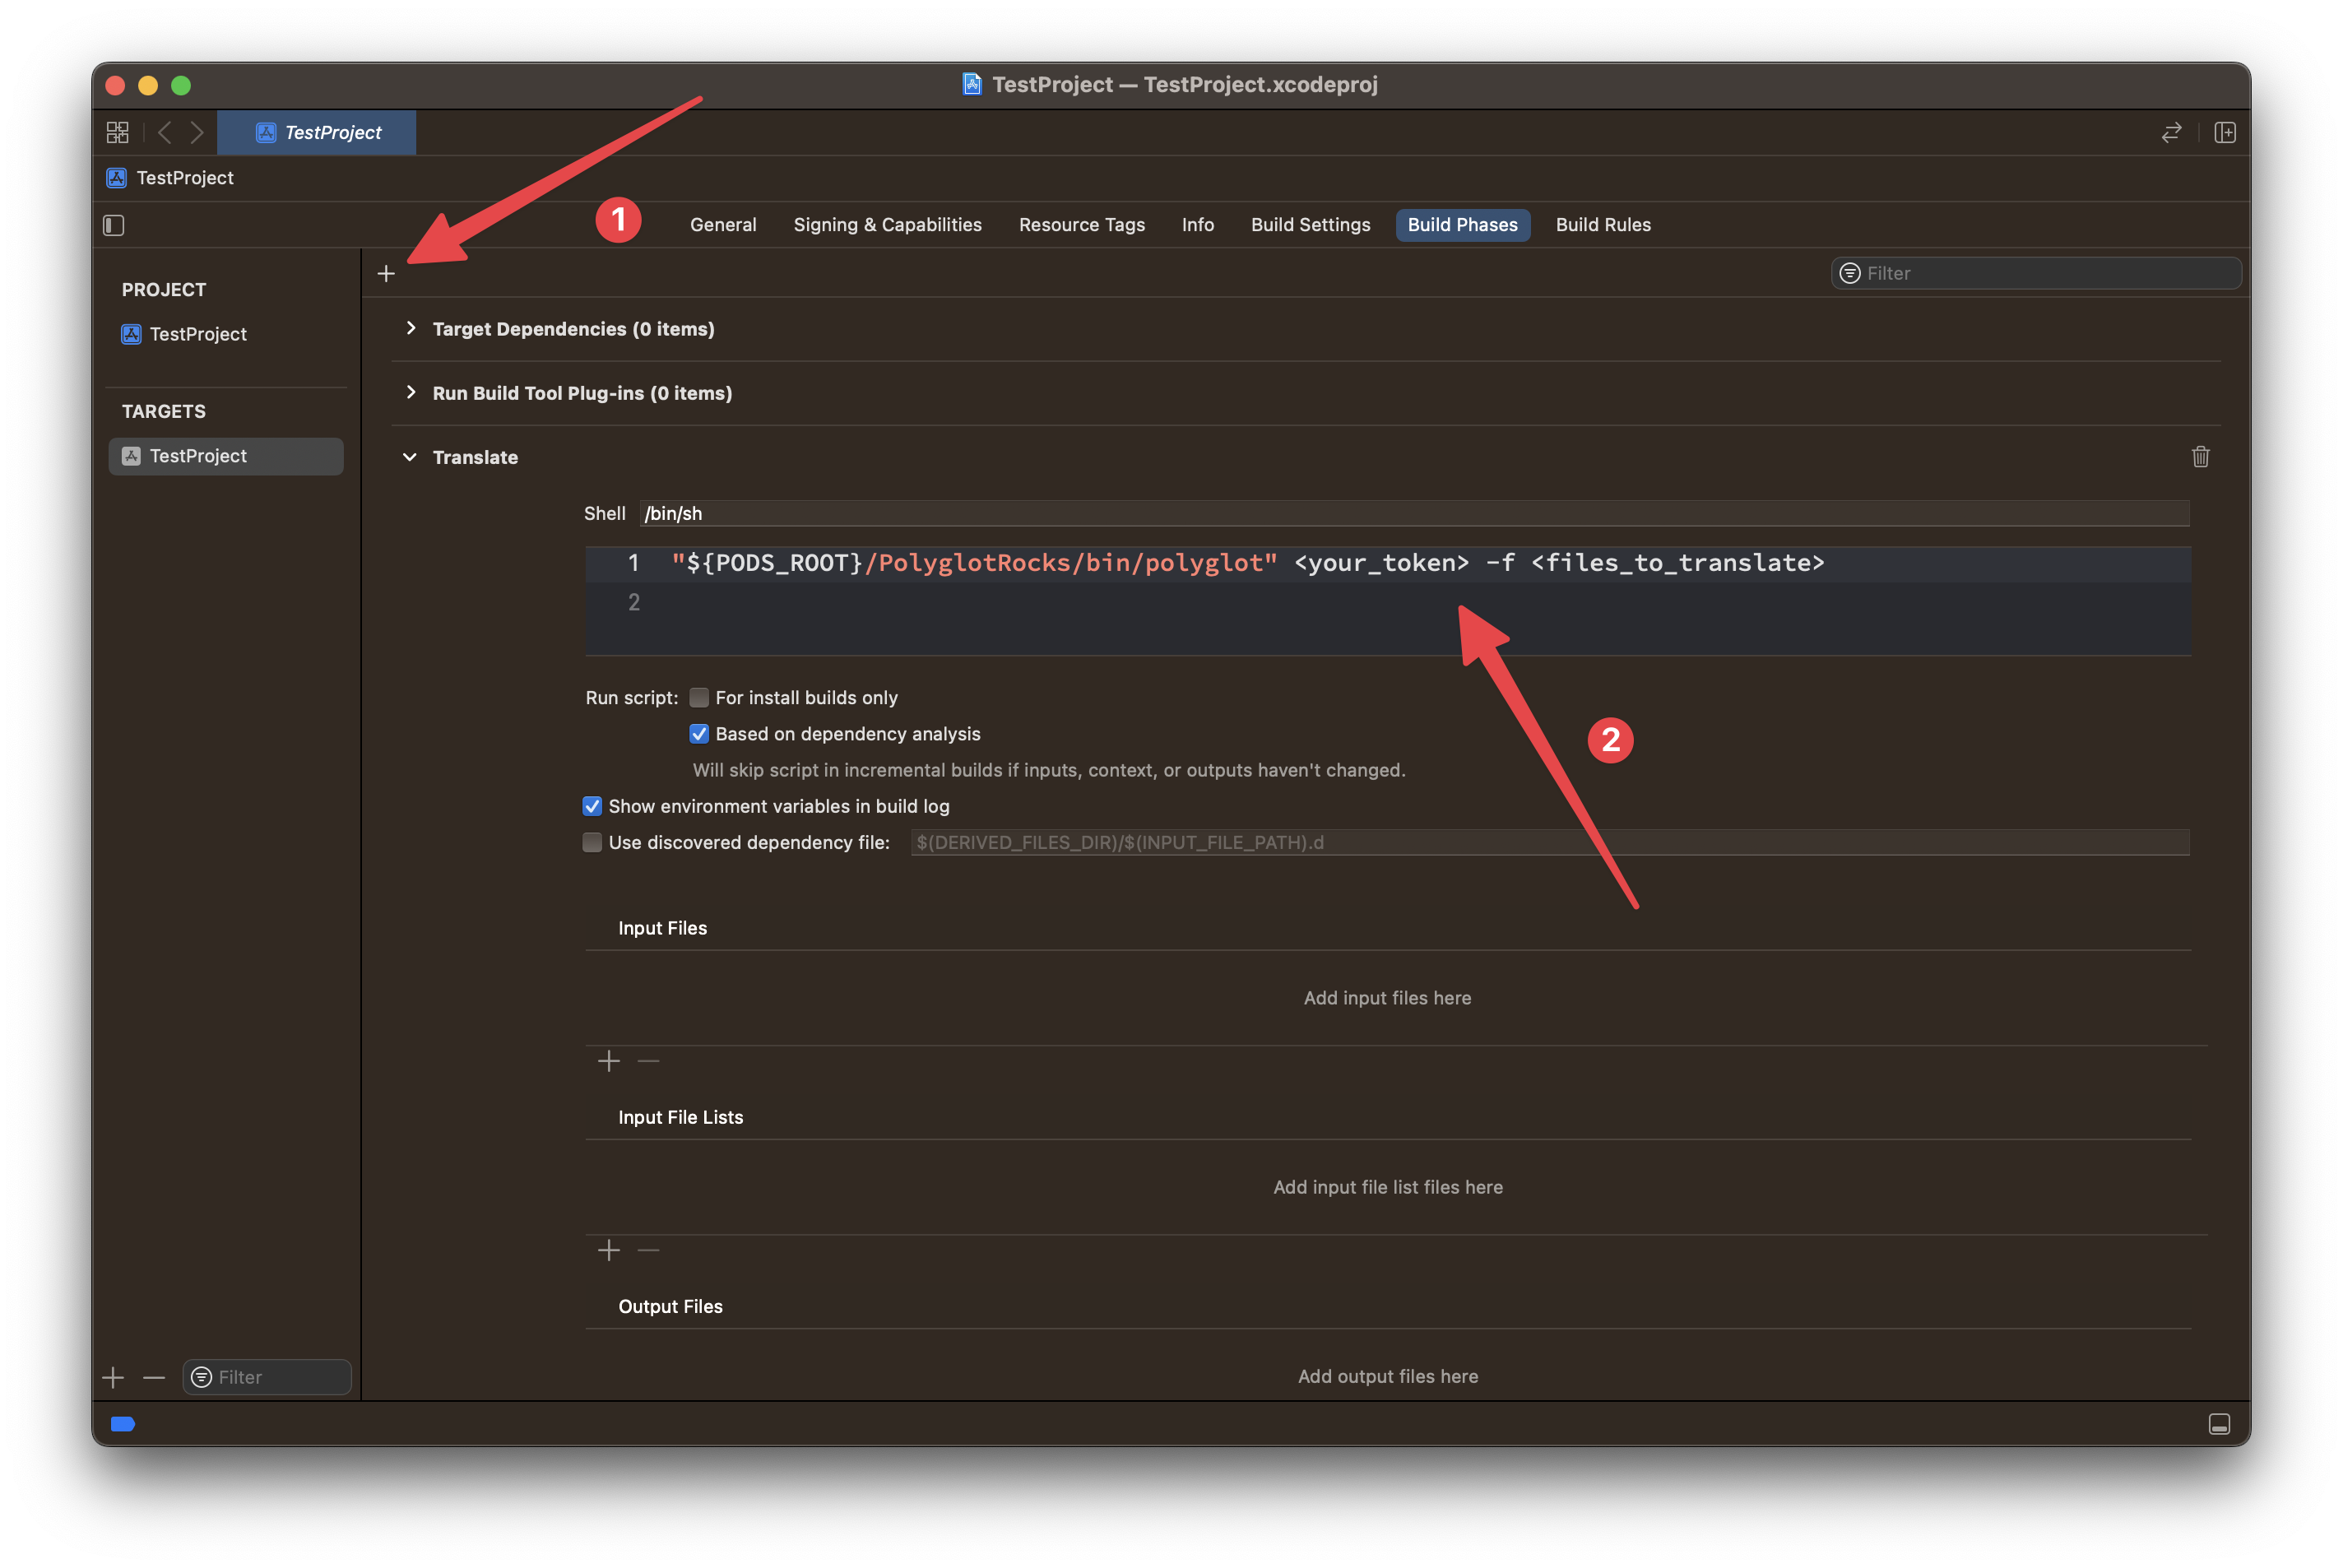 TestProject — TestProject.xcodeproj
TestProject
TestProject
1
General Signing & Capabilities Resource Tags Info Build Settings Build Phases Build Rules
Filter
PROJECT
TestProject
TARGETS
TestProject
Target Dependencies (0 items)
Run Build Tool Plug-ins (0 items)
Translate
Shell /bin/sh
1 "${PODS_ROOT}/PolyglotRocks/bin/polyglot" <your_token> -f <files_to_translate>
2
Run script: For install builds only
Based on dependency analysis
2
Will skip script in incremental builds if inputs, context, or outputs haven't changed.
Show environment variables in build log
Use discovered dependency file: $(DERIVED_FILES_DIR)/$(INPUT_FILE_PATH).d
Input Files
Add input files here
Input File Lists
Add input file list files here
Output Files
Add output files here
Filter